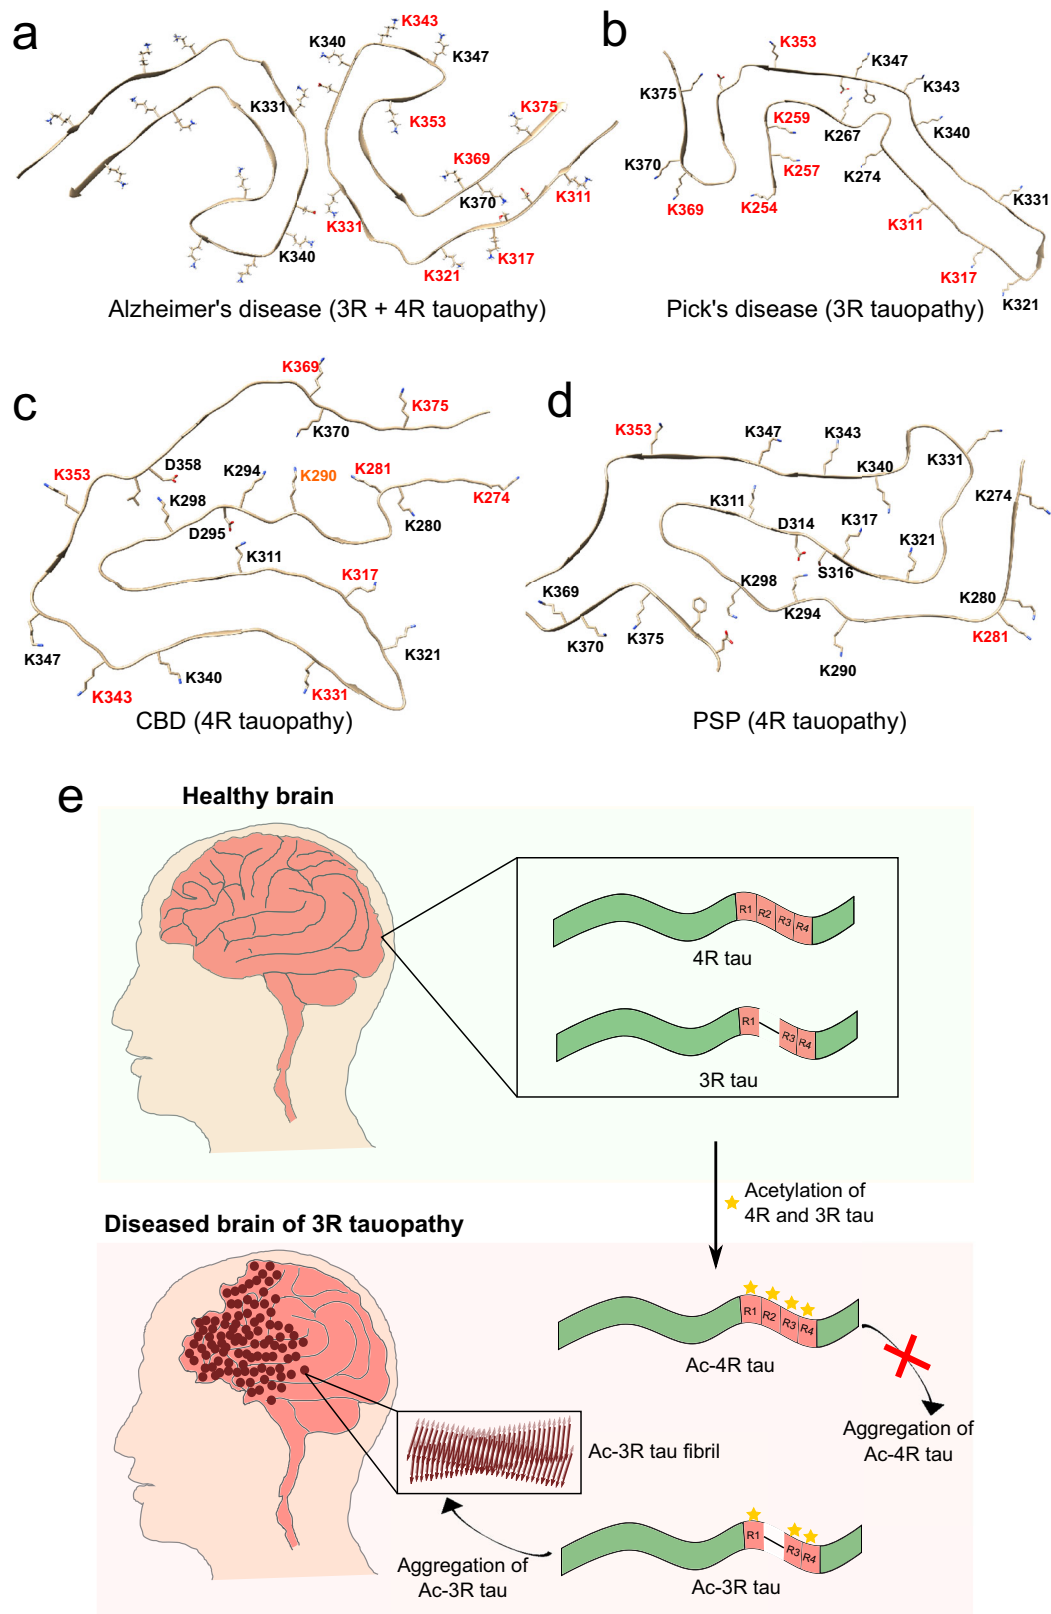 a
K343
K340
K347
K331
K353
K375
K369
K370
K311
K331
K340
K317
K321
Alzheimer's disease (3R + 4R tauopathy)
b
K353
K347
K375
K343
K259
K267
K340
K370
K257
K274
K331
K369
K254
K311
K317
K321
Pick's disease (3R tauopathy)
c
K369
K375
K370
D358
K353
K294
K290
K281
K298
K274
D295
K280
K311
K317
K347
K321
K340
K343
K331
CBD (4R tauopathy)
d
K353
K347
K343
K340
K331
K311
K274
D314
K317
K321
S316
K298
K369
K294
K280
K370
K375
K281
K290
PSP (4R tauopathy)
e
Healthy brain
R1 R2 R3 R4
4R tau
R1 R3 R4
3R tau
Acetylation of
4R and 3R tau
Diseased brain of 3R tauopathy
R1 R2 R3 R4
Ac-4R tau
Aggregation of
Ac-4R tau
Ac-3R tau fibril
R1 R3 R4
Aggregation of
Ac-3R tau
Ac-3R tau